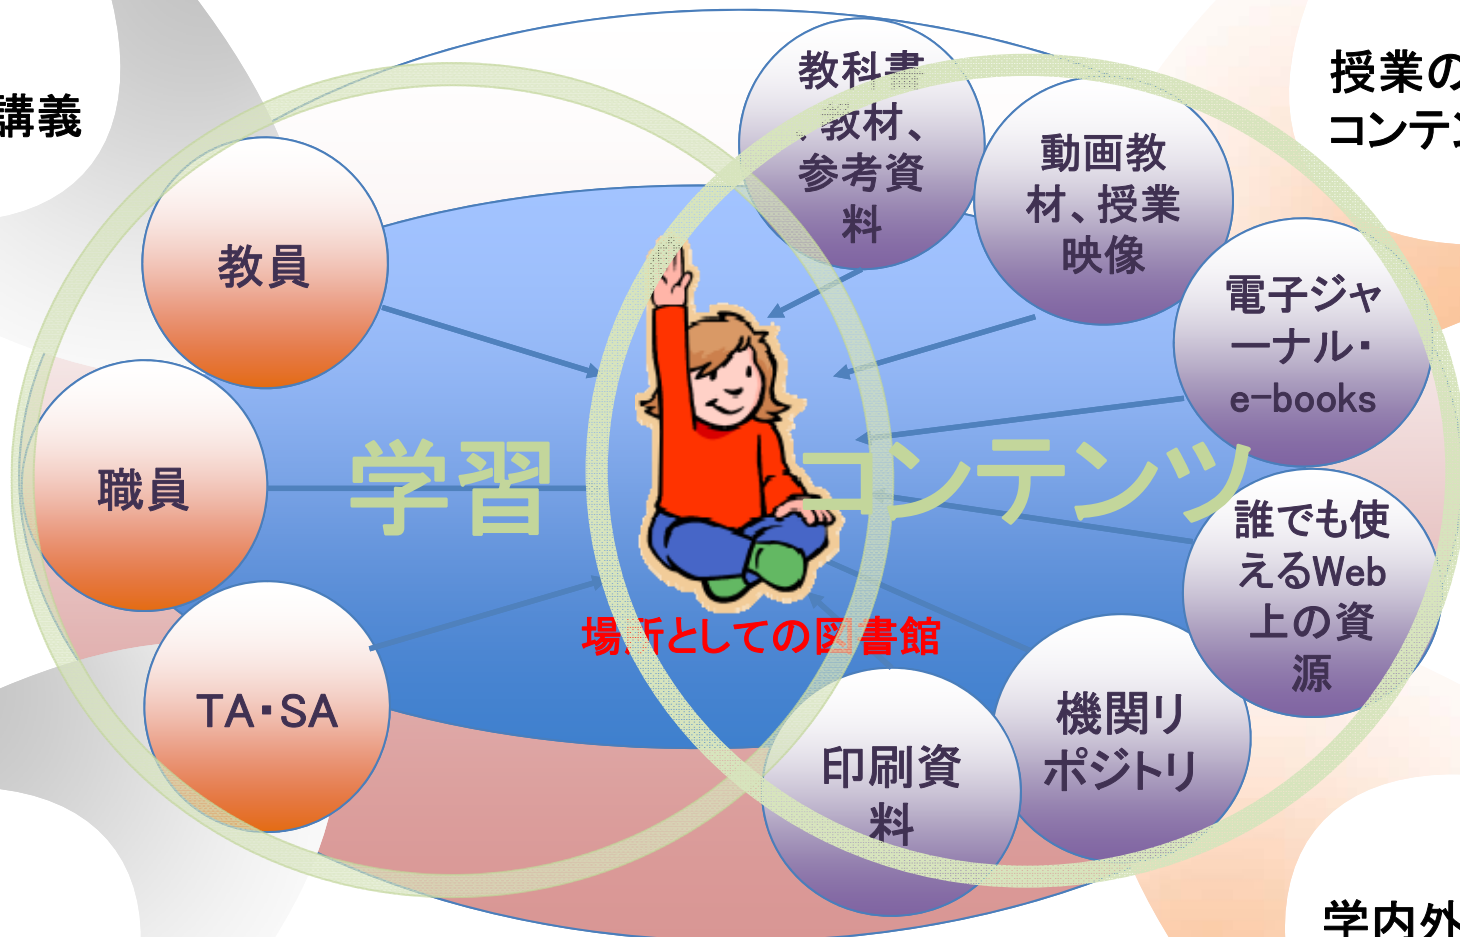 講義
授業の
コンテン
教科書
、教材、
参考資
料
動画教
材、授業
映像
教員
電子ジャ
ーナル・
e-books
学習
コンテンツ
職員
誰でも使
えるWeb
上の資
源
場所としての図書館
TA・SA
機関リ
ポジトリ
印刷資
料
学内外